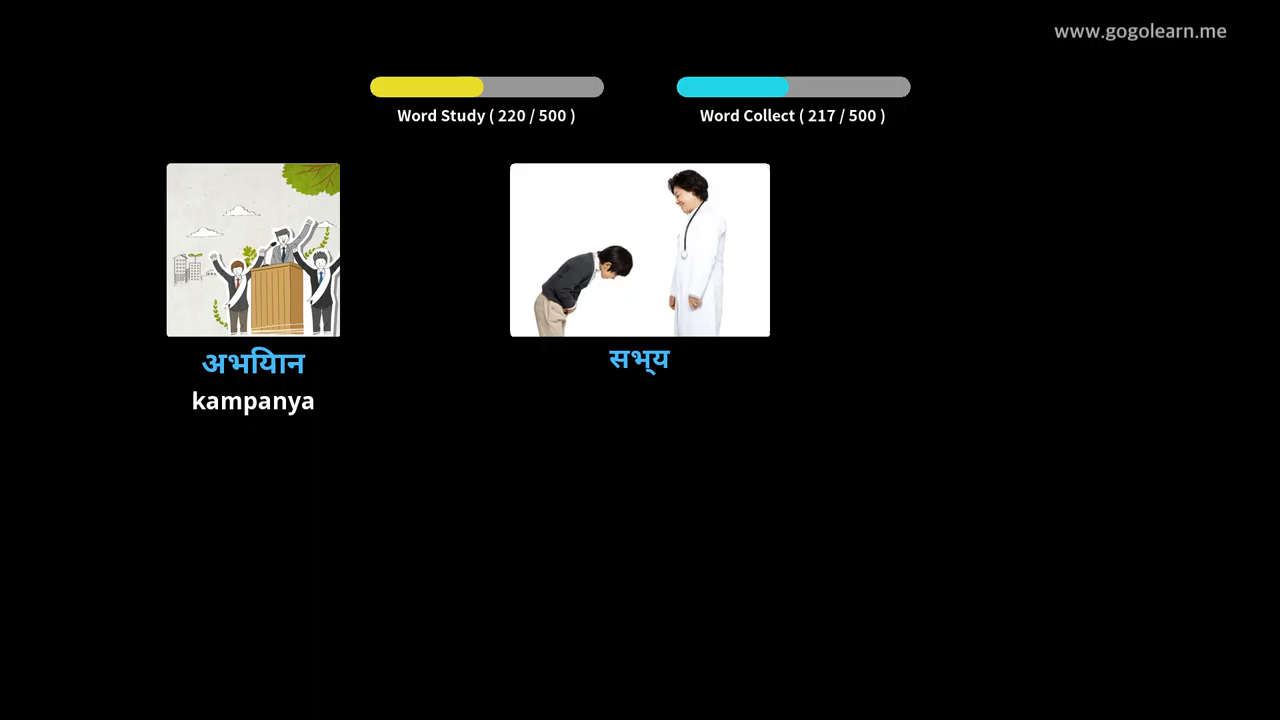 www.gogolearn.me
Word Study ( 220 / 500 )
Word Collect ( 217 / 500 )
अभियान
kampanya
सभ्य